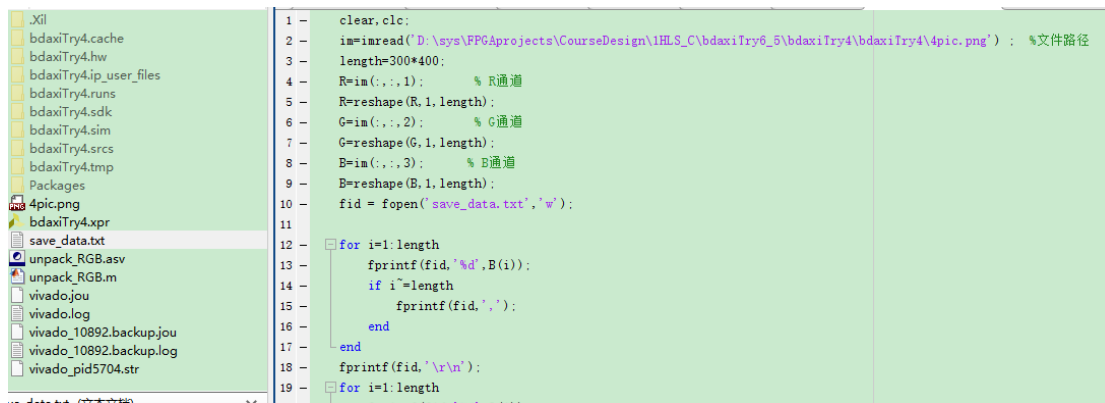 .Xil
bdaxiTry4.cache
bdaxiTry4.hw
bdaxiTry4.ip_user_files
bdaxiTry4.runs
bdaxiTry4.sdk
bdaxiTry4.sim
bdaxiTry4.srcs
bdaxiTry4.tmp
Packages
4pic.png
bdaxiTry4.xpr
save_data.txt
unpack_RGB.asv
unpack_RGB.m
vivado.jou
vivado.log
vivado_10892.backup.jou
vivado_10892.backup.log
vivado_pid5704.str
1 – clear,clc;
2 – im=imread('D:\sys\FPGAprojects\CourseDesign\1HLS_C\bdaxiTry6_5\bdaxiTry4\bdaxiTry4\4pic.png') ; %文件路径
3 – length=300*400;
4 – R=im(:,:,1); % R通道
5 – R=reshape(R,1,length);
6 – G=im(:,:,2); % G通道
7 – G=reshape(G,1,length);
8 – B=im(:,:,3); % B通道
9 – B=reshape(B,1,length);
10 – fid = fopen('save_data.txt','w');
11
12 – for i=1:length
13 – fprintf(fid,'%d',B(i));
14 – if i~=length
15 – fprintf(fid,',');
16 – end
17 – end
18 – fprintf(fid,'\r\n');
19 – for i=1:length